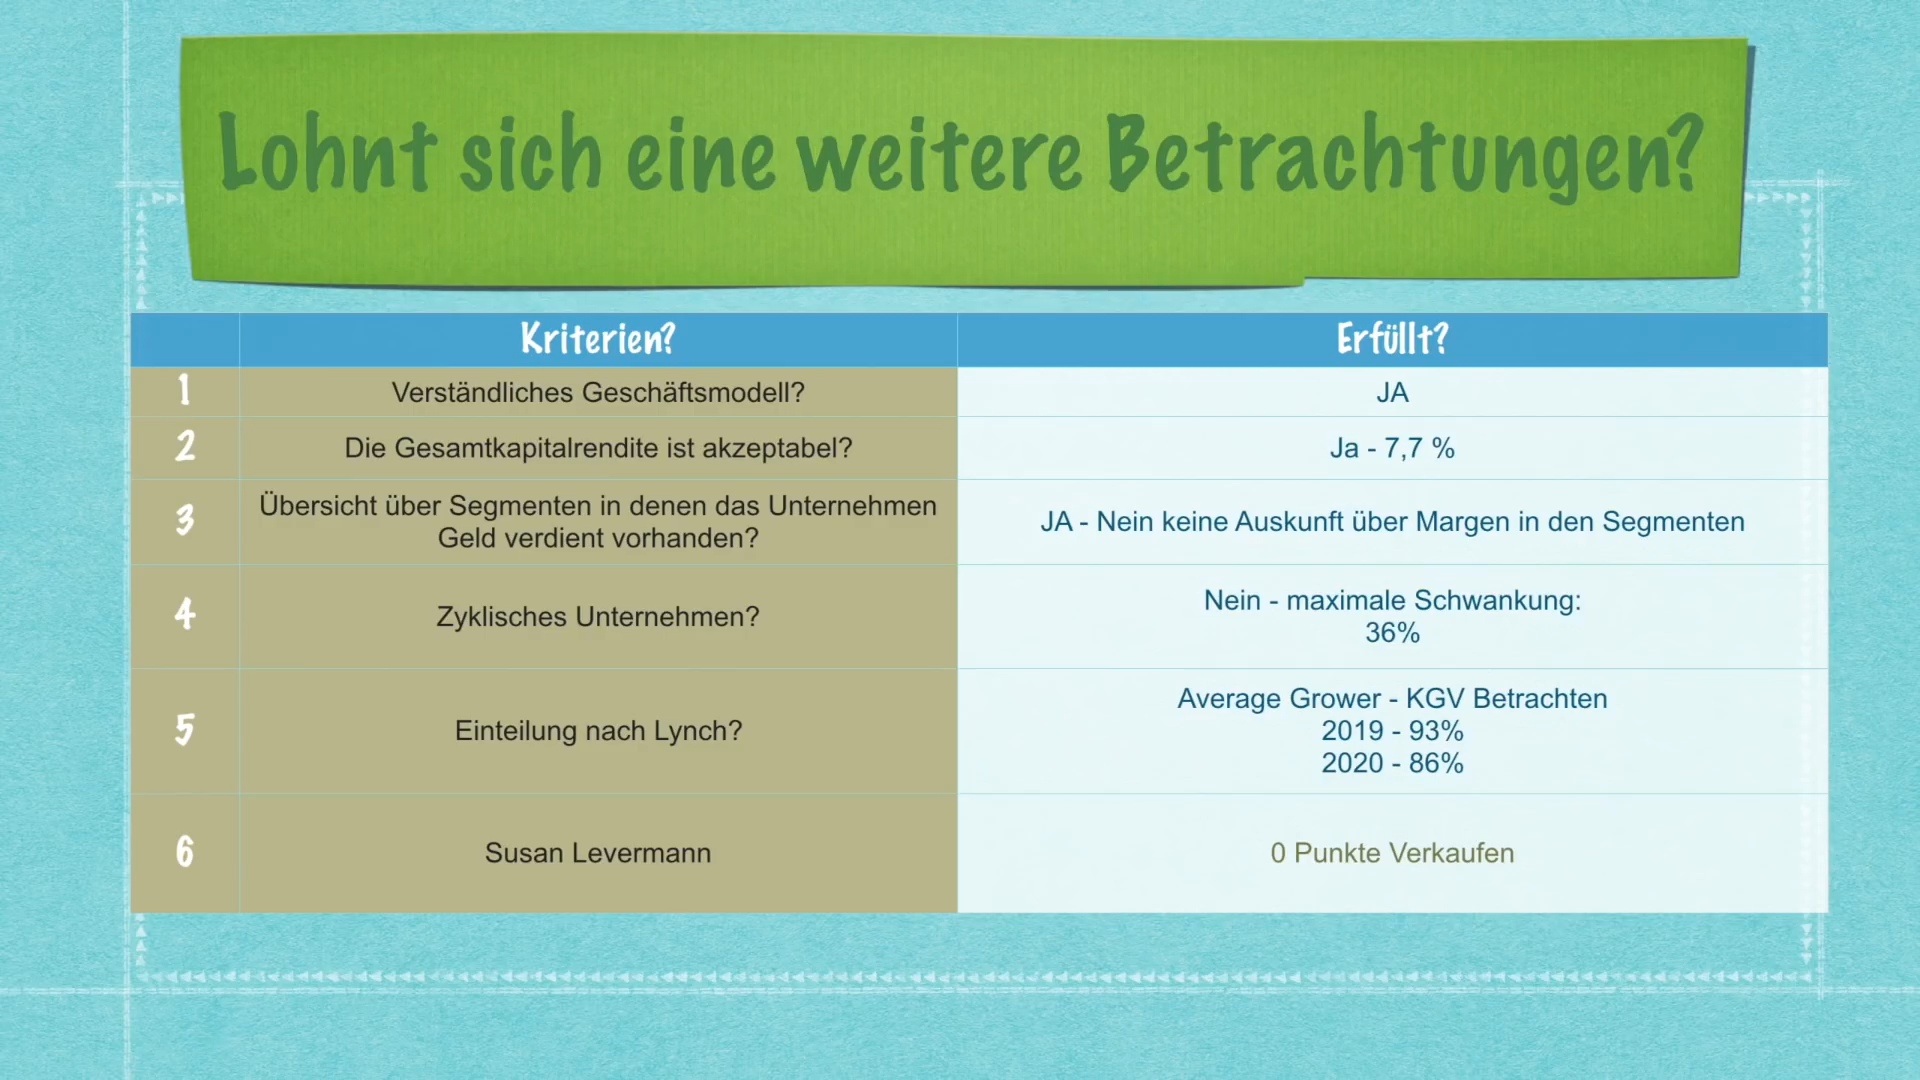 Lohnt sich eine weitere Betrachtungen?
Kriterien? Erfüllt?
1 Verständliches Geschäftsmodell? JA
2 Die Gesamtkapitalrendite ist akzeptabel? Ja - 7,7 %
3 Übersicht über Segmenten in denen das Unternehmen
Geld verdient vorhanden? JA - Nein keine Auskunft über Margen in den Segmenten
4 Zyklisches Unternehmen? Nein - maximale Schwankung:
36%
5 Einteilung nach Lynch? Average Grower - KGV Betrachten
2019 - 93%
2020 - 86%
6 Susan Levermann 0 Punkte Verkaufen